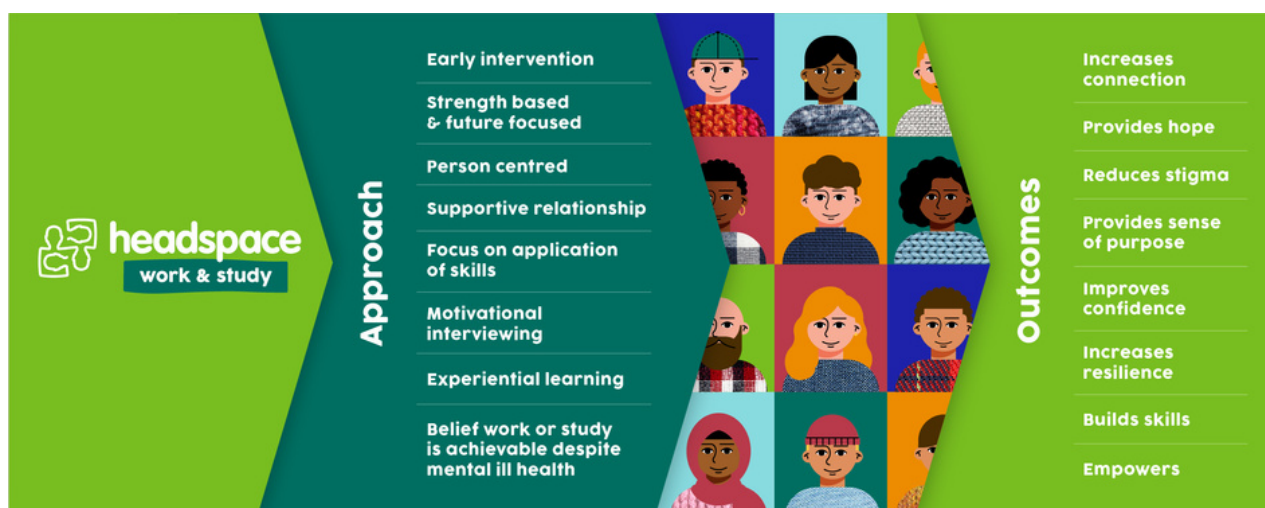 headspace
work & study
Approach
Early intervention
Strength based
& future focused
Person centred
Supportive relationship
Focus on application
of skills
Motivational
interviewing
Experiential learning
Belief work or study
is achievable despite
mental ill health
Outcomes
Increases
connection
Provides hope
Reduces stigma
Provides sense
of purpose
Improves
confidence
Increases
resilience
Builds skills
Empowers